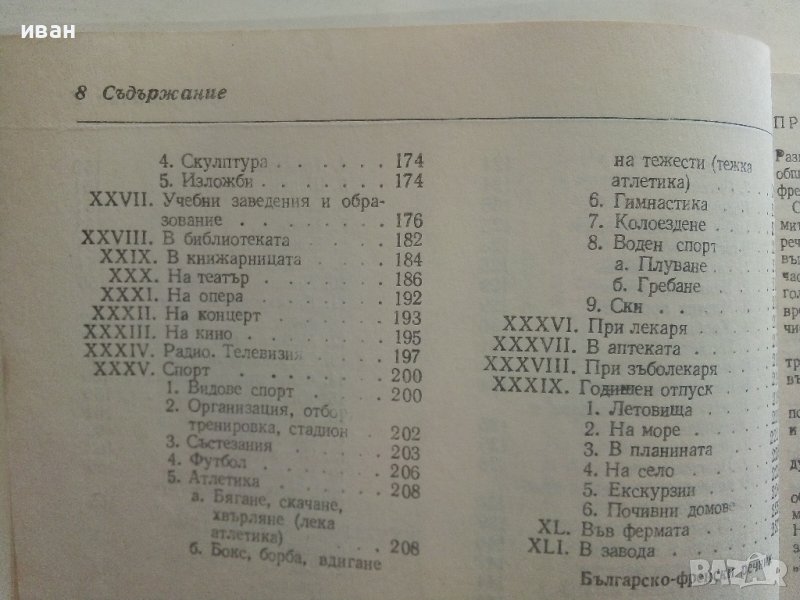 иван
8 Съдържание
4. Скулптура . . . . . . 174
5. Изложби . . . . . . 174
XXVII. Учебни заведения и обра-
зование . . . . . . . 176
XXVIII. В библиотеката . . . . 182
XXIX. В книжарницата . . . . 184
XXX. На театър . . . . . . 186
XXXI. На опера . . . . . . 192
XXXII. На концерт . . . . . . 193
XXXIII. На кино . . . . . . 195
XXXIV. Радио. Телевизия . . . . 197
XXXV. Спорт . . . . . . . 200
1. Видове спорт . . . . 200
2. Организация, отбор,
тренировка, стадион . 202
3. Състезания . . . . 203
4. Футбол . . . . . . 206
5. Атлетика . . . . . 208
а. Бягане, скачане,
хвърляне (лека
атлетика) . . . . 208
б. Бокс, борба, вдигане
на тежести (тежка
атлетика) . . . .
6. Гимнастика . . . .
7. Колоездене . . . .
8. Воден спорт . . . .
а. Плуване . . . .
б. Гребане . . . .
9. Ски . . . . . .
XXXVI. При лекаря . . . . .
XXXVII. В аптеката . . . . .
XXXVIII. При зъболекаря . . . .
XXXIX. Годишен отпуск . . . .
1. Летовища . . . . .
2. На море . . . . .
3. В планината . . . .
4. На село . . . . .
5. Екскурзии . . . . .
6. Почивни домове . . .
XL. Във фермата . . . . .
XLI. В завода . . . . . .
Българско-френски речник
BAZAR